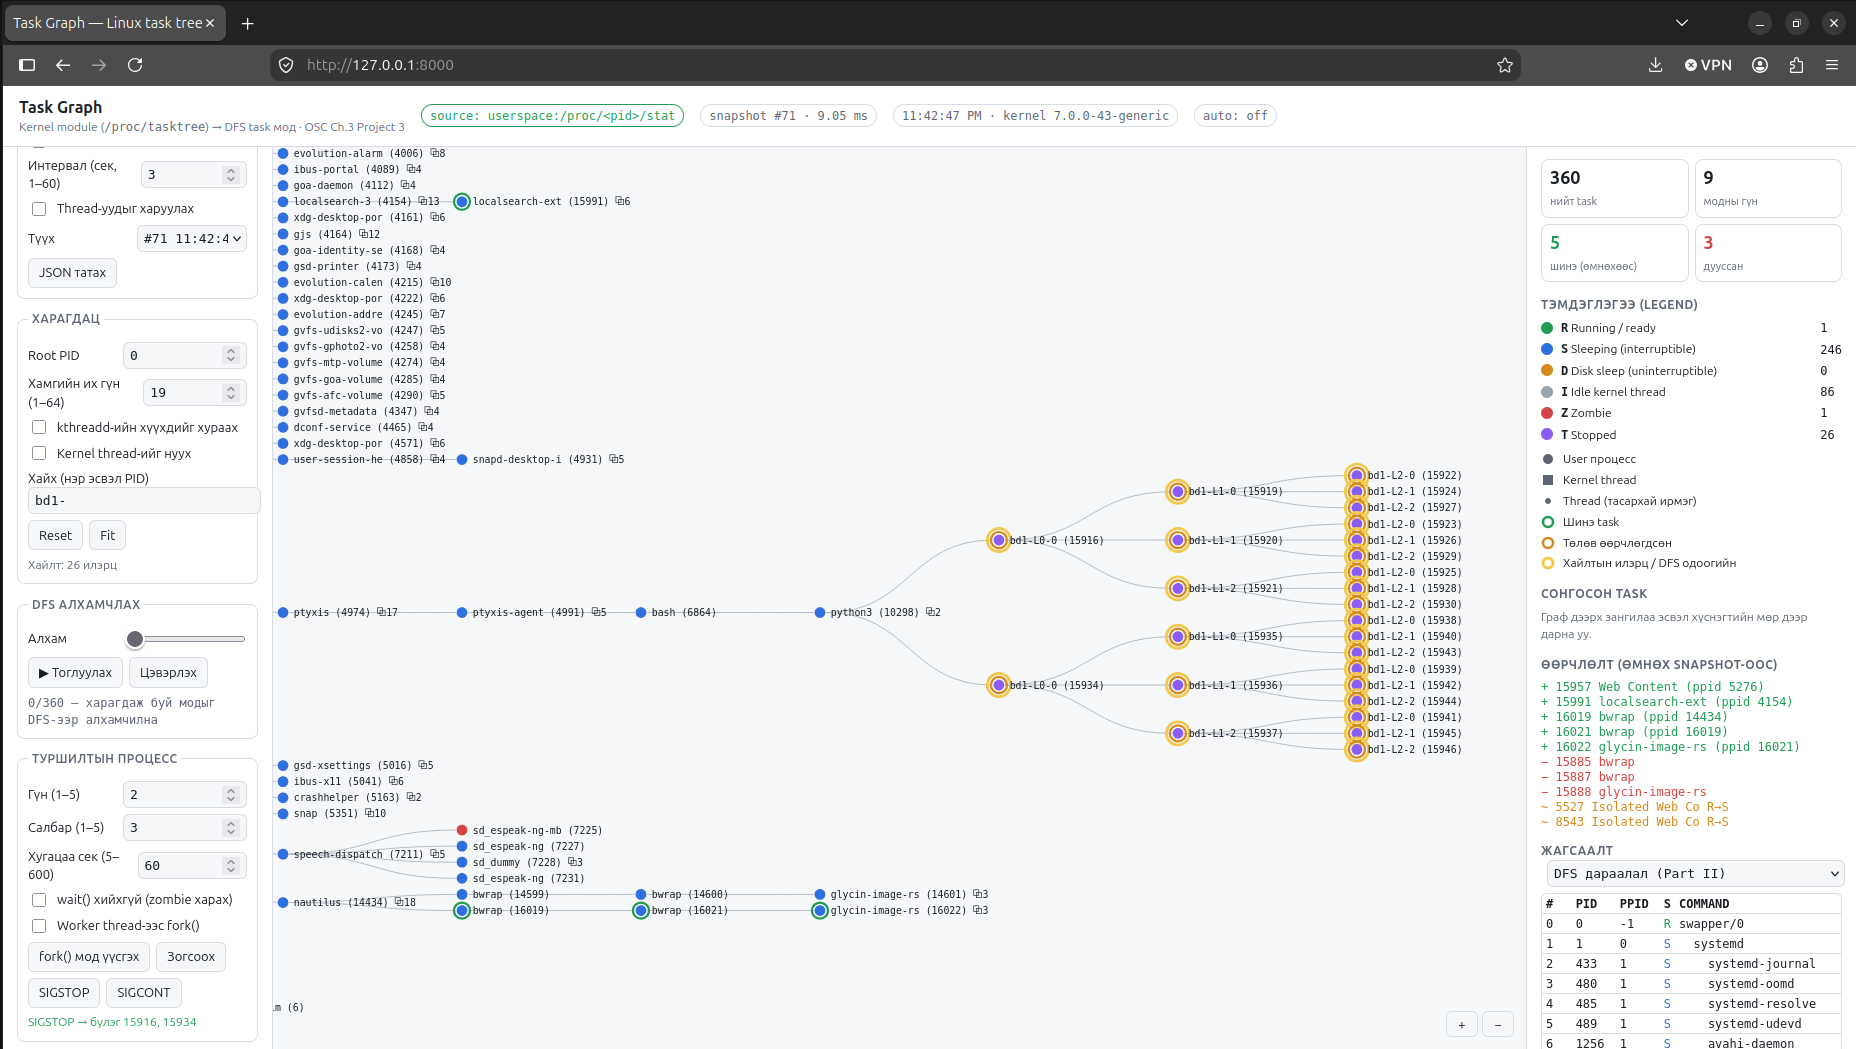 Task Graph — Linux task tree
http://127.0.0.1:8000
VPN
Task Graph
Kernel module (/proc/tasktree) → DFS task мод · OSC Ch.3 Project 3
source: userspace:/proc/<pid>/stat
snapshot #71 · 9.05 ms
11:42:47 PM · kernel 7.0.0-43-generic
auto: off
Интервал (сек, 1–60)
3
Thread-уудыг харуулах
Түүх
#71 11:42:4
JSON татах
ХАРАГДАЦ
Root PID
0
Хамгийн их гүн (1–64)
19
kthreadd-ийн хүүхдийг хураах
Kernel thread-ийг нуух
Хайх (нэр эсвэл PID)
bd1-
Reset
Fit
Хайлт: 26 илэрц
DFS АЛХАМЧЛАХ
Алхам
▶ Тоглуулах
Цэвэрлэх
0/360 — харагдаж буй модыг
DFS-ээр алхамчилна
ТУРШИЛТЫН ПРОЦЕСС
Гүн (1–5)
2
Салбар (1–5)
3
Хугацаа сек (5–600)
60
wait() хийхгүй (zombie харах)
Worker thread-ээс fork()
fork() мод үүсгэх
Зогсоох
SIGSTOP
SIGCONT
SIGSTOP → бүлэг 15916, 15934
evolution-alarm (4006) 8
ibus-portal (4089) 4
goa-daemon (4112) 4
localsearch-3 (4154) 13
localsearch-ext (15991) 6
xdg-desktop-por (4161) 6
gjs (4164) 12
goa-identity-se (4168) 4
gsd-printer (4173) 4
evolution-calen (4215) 10
xdg-desktop-por (4222) 6
evolution-addre (4245) 7
gvfs-udisks2-vo (4247) 5
gvfs-gphoto2-vo (4258) 4
gvfs-mtp-volume (4274) 4
gvfs-goa-volume (4285) 4
gvfs-afc-volume (4290) 5
gvfsd-metadata (4347) 4
dconf-service (4465) 4
xdg-desktop-por (4571) 6
user-session-he (4858) 4
snapd-desktop-i (4931) 5
bd1-L2-0 (15922)
bd1-L1-0 (15919)
bd1-L2-1 (15924)
bd1-L2-2 (15927)
bd1-L2-0 (15923)
bd1-L0-0 (15916)
bd1-L1-1 (15920)
bd1-L2-1 (15926)
bd1-L2-2 (15929)
bd1-L2-0 (15925)
bd1-L1-2 (15921)
bd1-L2-1 (15928)
bd1-L2-2 (15930)
ptyxis (4974) 17
ptyxis-agent (4991) 5
bash (6864)
python3 (10298) 2
bd1-L2-0 (15938)
bd1-L1-0 (15935)
bd1-L2-1 (15940)
bd1-L2-2 (15943)
bd1-L2-0 (15939)
bd1-L0-0 (15934)
bd1-L1-1 (15936)
bd1-L2-1 (15942)
bd1-L2-2 (15944)
bd1-L2-0 (15941)
bd1-L1-2 (15937)
bd1-L2-1 (15945)
bd1-L2-2 (15946)
gsd-xsettings (5016) 5
ibus-x11 (5041) 6
crashhelper (5163) 2
snap (5351) 10
sd_espeak-ng-mb (7225)
sd_espeak-ng (7227)
speech-dispatch (7211) 5
sd_dummy (7228) 3
sd_espeak-ng (7231)
bwrap (14599)
bwrap (14600)
glycin-image-rs (14601) 3
nautilus (14434) 18
bwrap (16019)
bwrap (16021)
glycin-image-rs (16022) 3
m (6)
+
−
360
нийт task
9
модны гүн
5
шинэ (өмнөхөөс)
3
дууссан
ТЭМДЭГЛЭГЭЭ (LEGEND)
R Running / ready 1
S Sleeping (interruptible) 246
D Disk sleep (uninterruptible) 0
I Idle kernel thread 86
Z Zombie 1
T Stopped 26
User процесс
Kernel thread
Thread (тасархай ирмэг)
Шинэ task
Төлөв өөрчлөгдсөн
Хайлтын илэрц / DFS одоогийн
СОНГОСОН TASK
Граф дээрх зангилаа эсвэл хүснэгтийн мөр дээр
дарна уу.
ӨӨРЧЛӨЛТ (ӨМНӨХ SNAPSHOT-ООС)
+ 15957 Web Content (ppid 5276)
+ 15991 localsearch-ext (ppid 4154)
+ 16019 bwrap (ppid 14434)
+ 16021 bwrap (ppid 16019)
+ 16022 glycin-image-rs (ppid 16021)
− 15885 bwrap
− 15887 bwrap
− 15888 glycin-image-rs
~ 5527 Isolated Web Co R→S
~ 8543 Isolated Web Co R→S
ЖАГСААЛТ
DFS дараалал (Part II)
# PID PPID S COMMAND
0 0 -1 R swapper/0
1 1 0 S systemd
2 433 1 S systemd-journal
3 480 1 S systemd-oomd
4 485 1 S systemd-resolve
5 489 1 S systemd-udevd
6 1256 1 S avahi-daemon